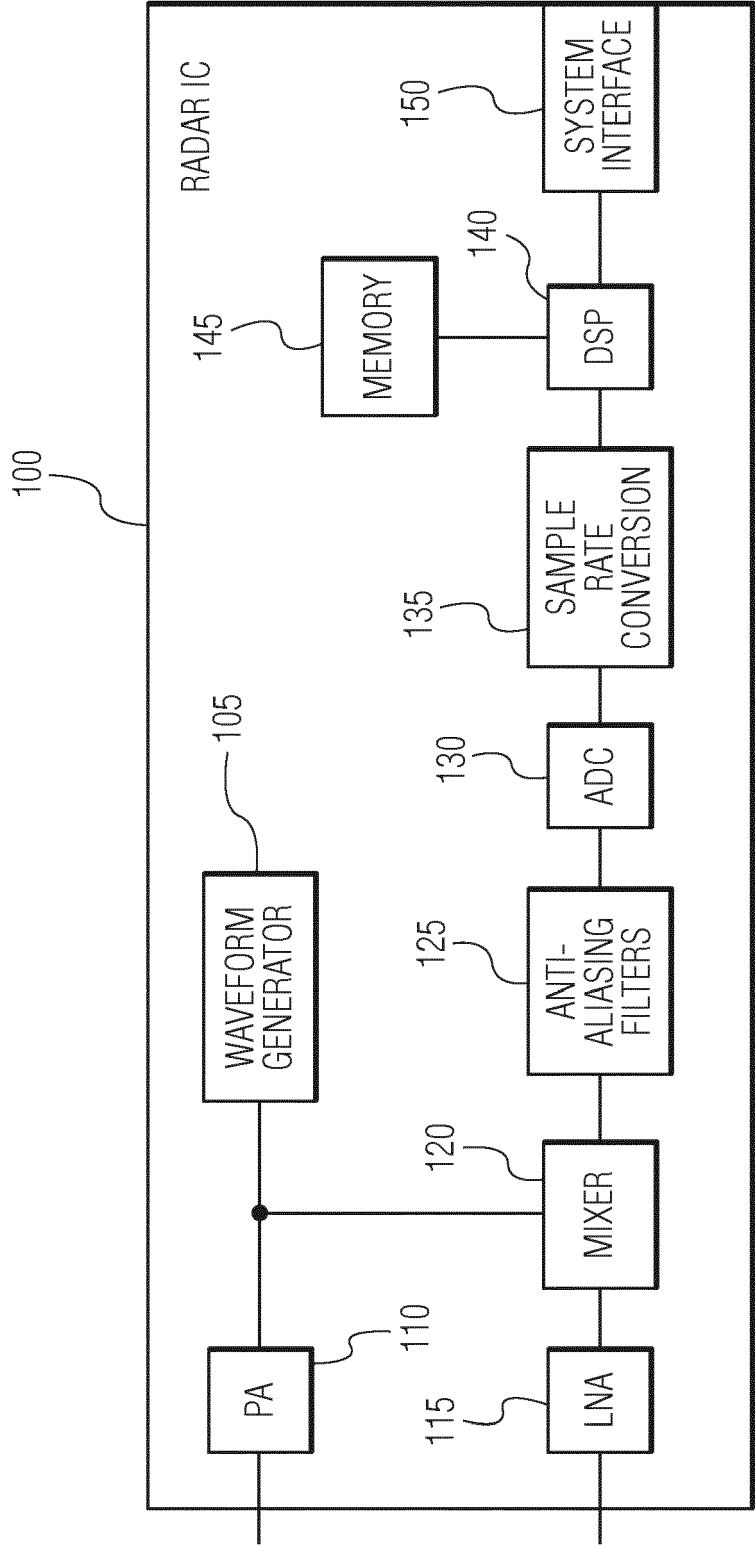 100
RADAR IC
WAVEFORM
GENERATOR
105
MEMORY
145
PA
110
LNA
115
MIXER
120
ANTI-
ALIASING
FILTERS
125
ADC
130
SAMPLE
RATE
CONVERSION
135
DSP
140
SYSTEM
INTERFACE
150